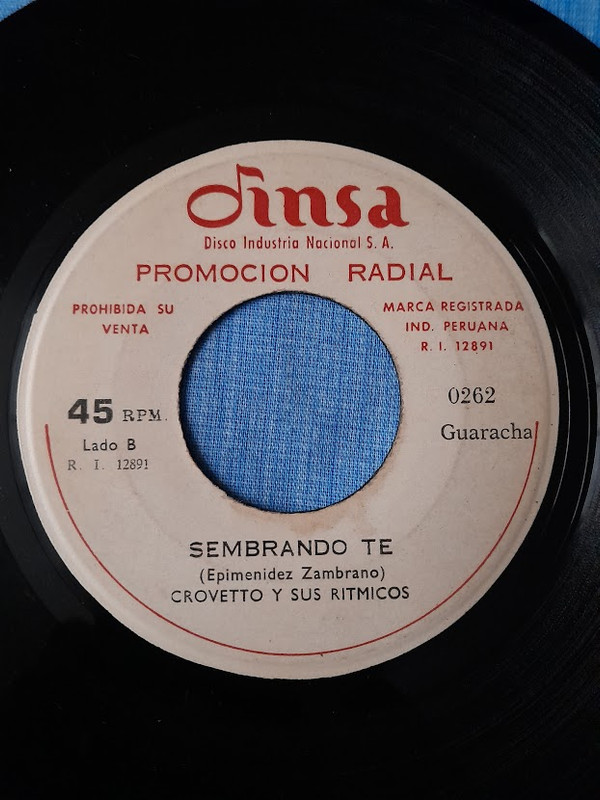 dinsa
Disco Industria Nacional S. A.
PROMOCION RADIAL
PROHIBIDA SU
VENTA
MARCA REGISTRADA
IND. PERUANA
R. I. 12891
45 RPM.
Lado B
R. I. 12891
0262
Guaracha
SEMBRANDO TE
(Epimenidez Zambrano)
CROVETTO Y SUS RITMICOS